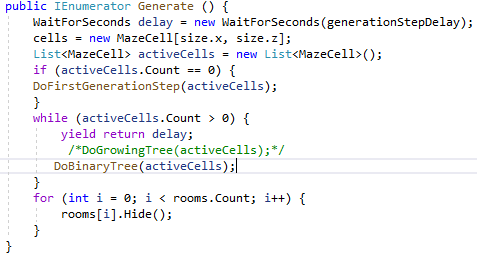 public IEnumerator Generate () {
WaitForSeconds delay = new WaitForSeconds(generationStepDelay);
cells = new MazeCell[size.x, size.z];
List<MazeCell> activeCells = new List<MazeCell>();
if (activeCells.Count == 0) {
DoFirstGenerationStep(activeCells);
}
while (activeCells.Count > 0) {
yield return delay;
/*DoGrowingTree(activeCells);*/
DoBinaryTree(activeCells);
}
for (int i = 0; i < rooms.Count; i++) {
rooms[i].Hide();
}
}